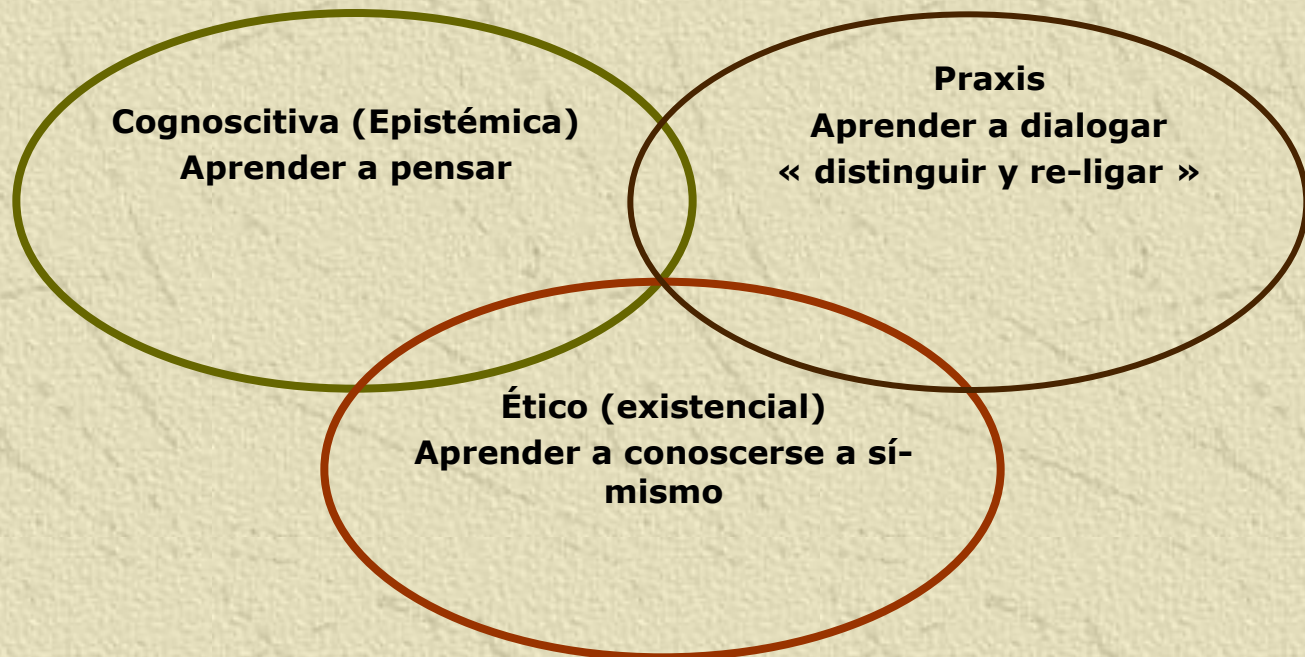 Cognoscitiva (Epistémica)
Aprender a pensar
Praxis
Aprender a dialogar
« distinguir y re-ligar »
Ético (existencial)
Aprender a conoscerse a sí-
mismo